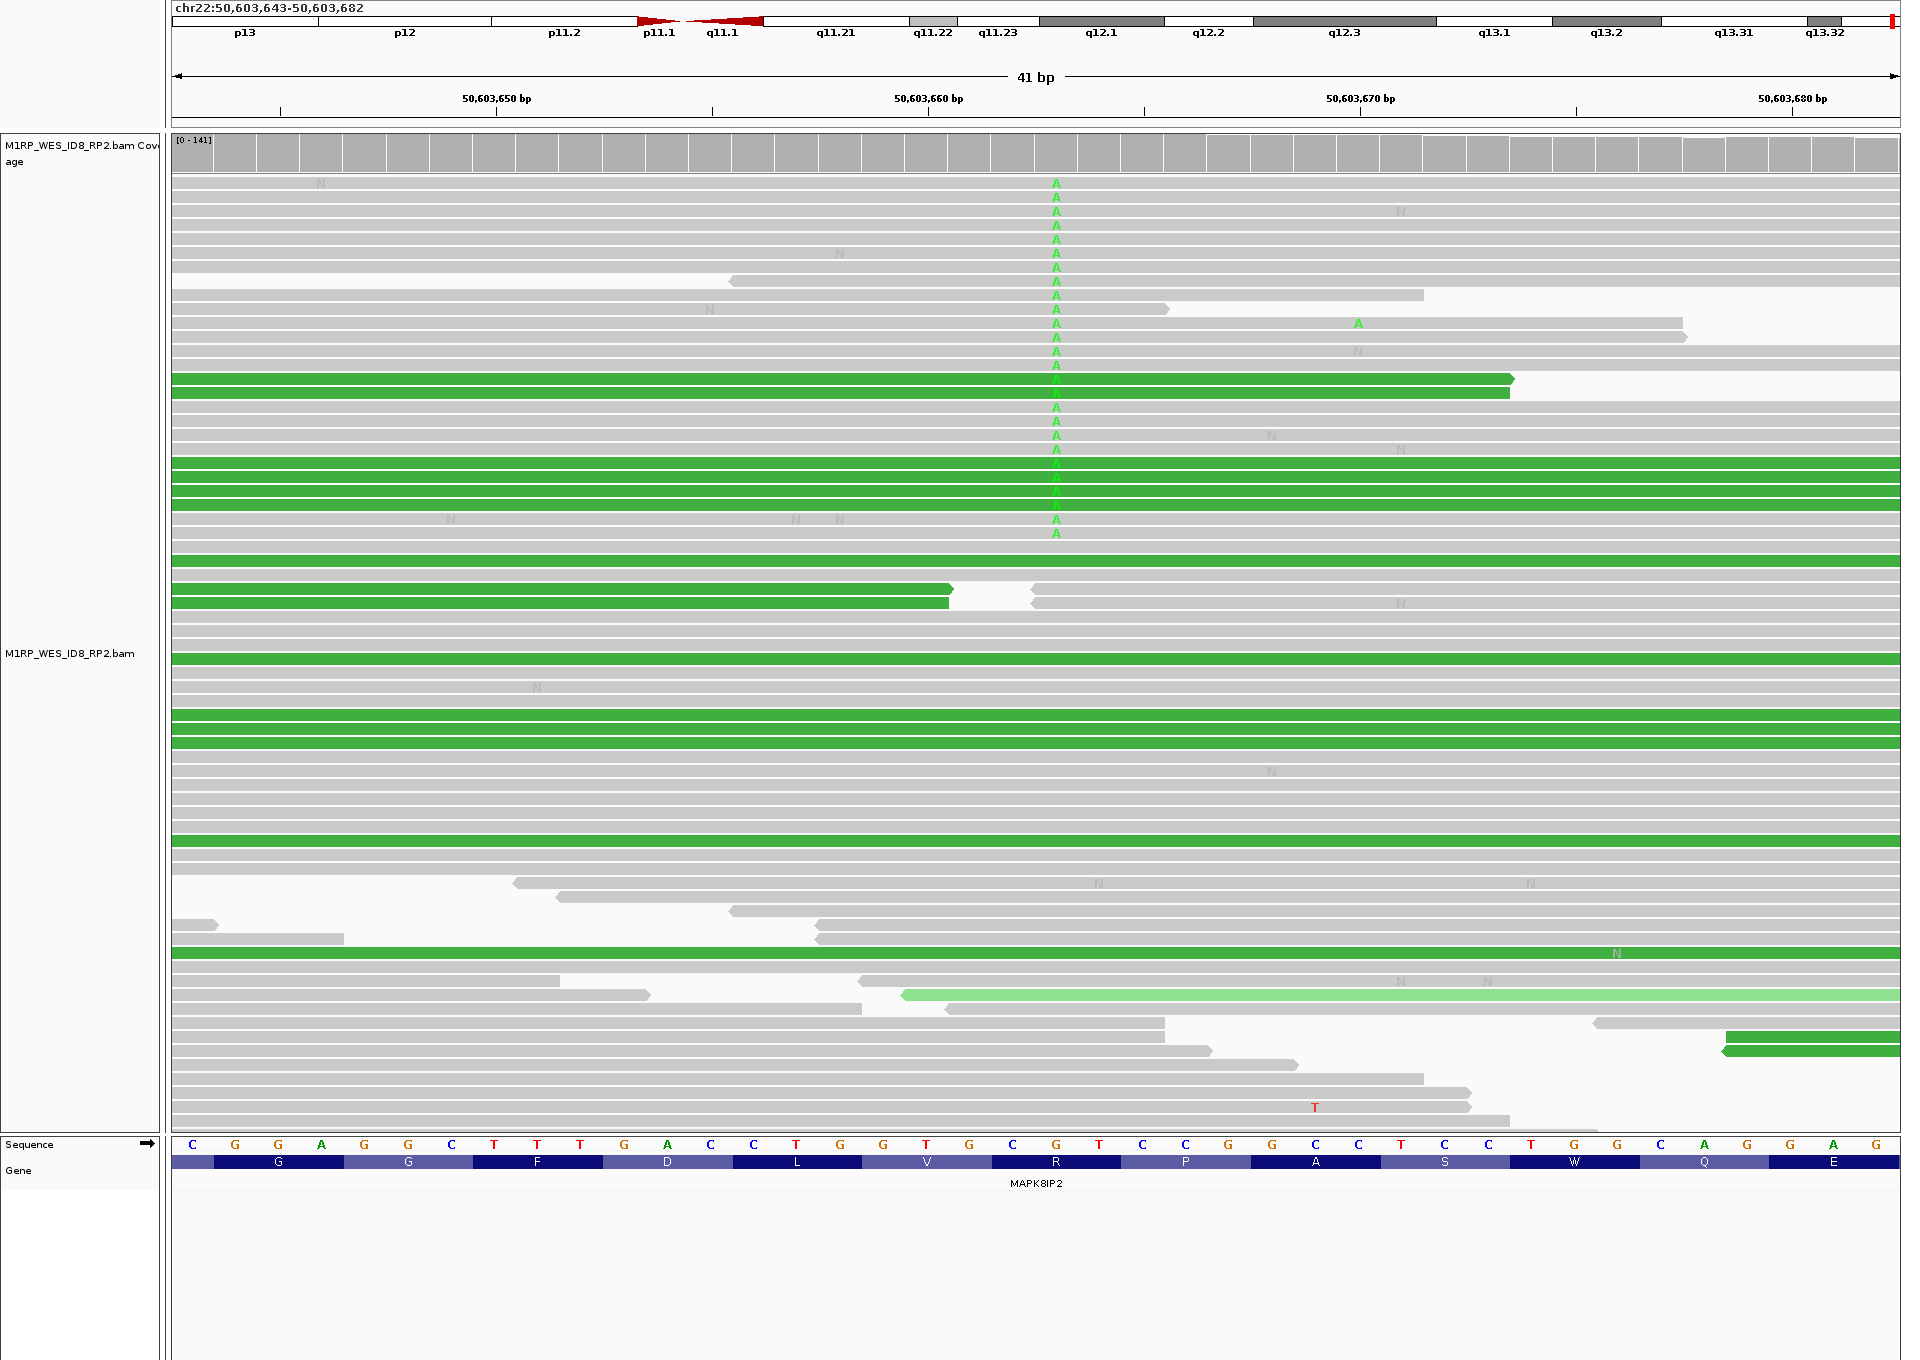 chr22:50,603,643-50,603,682
p13 p12 p11.2 p11.1 q11.1 q11.21 q11.22 q11.23 q12.1 q12.2 q12.3 q13.1 q13.2 q13.31 q13.32
41 bp
50,603,650 bp 50,603,660 bp 50,603,670 bp 50,603,680 bp
M1RP_WES_ID8_RP2.bam Cov
age
[0 - 141]
N A
A
A N
A
A
N A
A
A
A
N A
A A
A
A N
A
A
A
A
A
A N
A N
A
A
A
A
N N N A
A
N
M1RP_WES_ID8_RP2.bam
N
N
N N
N
N N
T
Sequence C G G A G G C T T T G A C C T G G T G C G T C C G G C C T C C T G G C A G G A G
Gene G G F D L V R P A S W Q E
MAPK8IP2